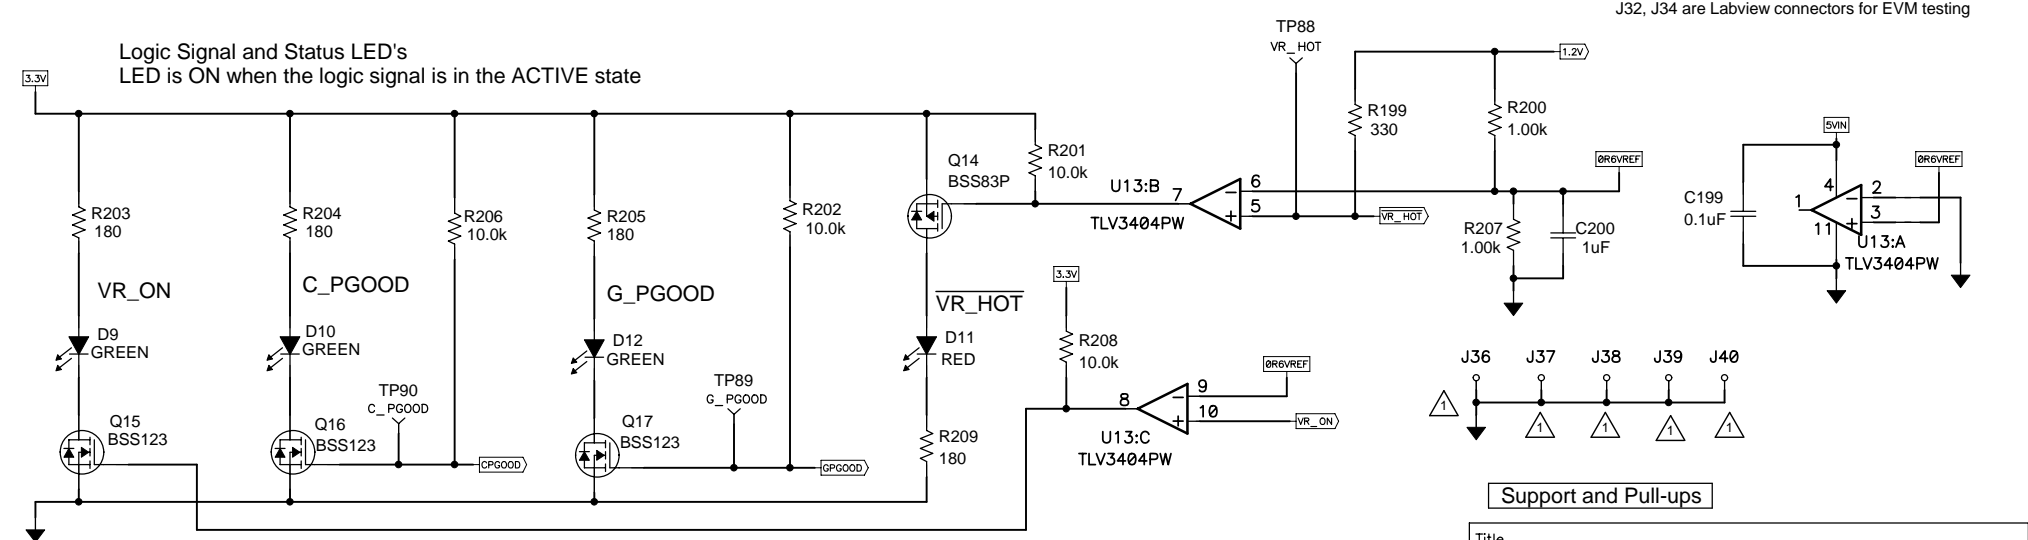 J32, J34 are Labview connectors for EVM testing
Logic Signal and Status LED's
LED is ON when the logic signal is in the ACTIVE state
3.3V
TP88
VR_HOT
1.2V
R199
330
R200
1.00k
5VIN
0R6VREF
0R6VREF
Q14
BSS83P
R201
10.0k
U13:B
7
6
5
TLV3404PW
VR_HOT
R207
1.00k
C200
1uF
C199
0.1uF
4
2
1
3
11
U13:A
TLV3404PW
R203
180
R204
180
R206
10.0k
R205
180
R202
10.0k
VR_ON
C_PGOOD
G_PGOOD
VR_HOT
3.3V
D9
GREEN
D10
GREEN
D12
GREEN
D11
RED
R208
10.0k
0R6VREF
J36
J37
J38
J39
J40
TP90
C_PGOOD
TP89
G_PGOOD
8
9
10
VR_ON
U13:C
TLV3404PW
1
1
1
1
1
Q15
BSS123
Q16
BSS123
Q17
BSS123
R209
180
CPGOOD
GPGOOD
Support and Pull-ups
Title